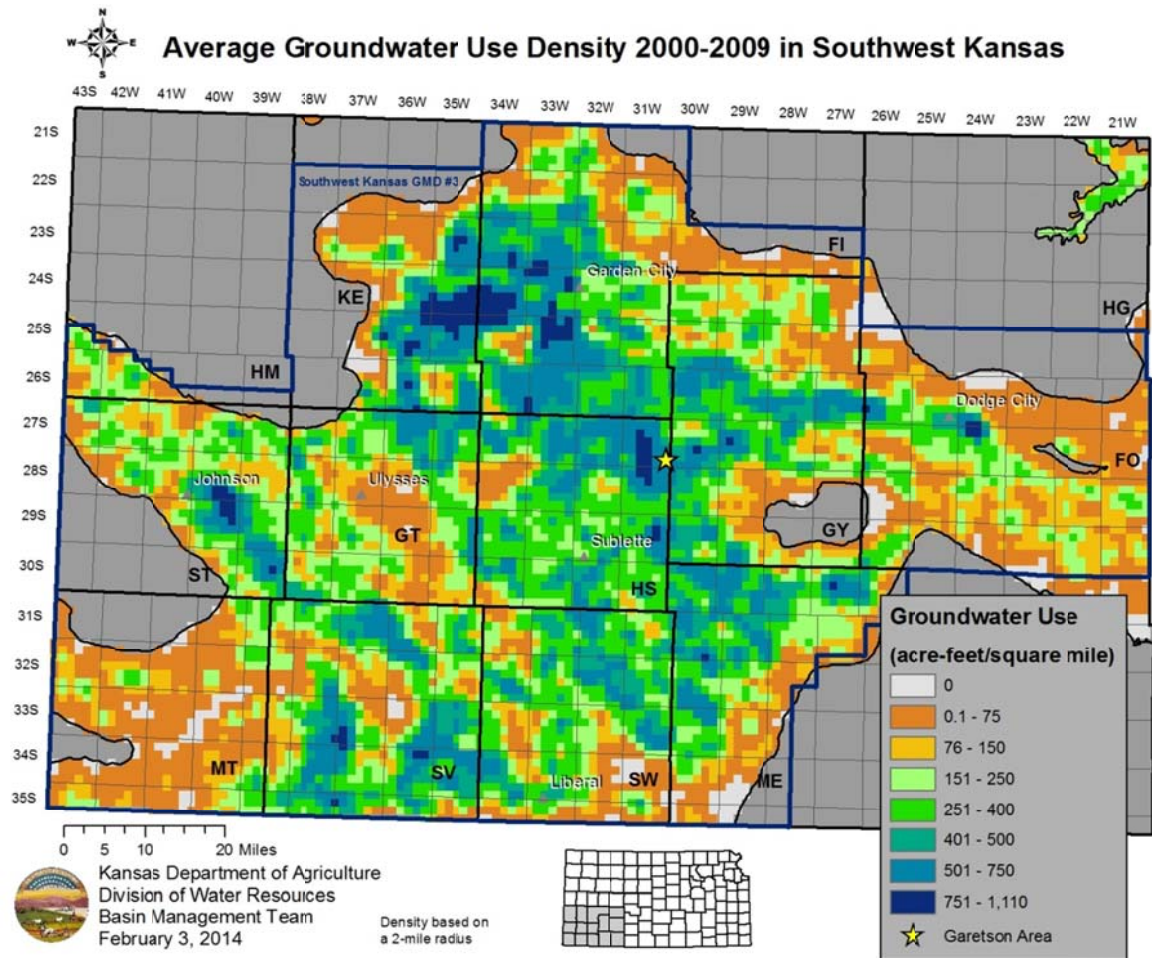 N
W E
S
Average Groundwater Use Density 2000-2009 in Southwest Kansas
43S 42W 41W 40W 39W 38W 37W 36W 35W 34W 33W 32W 31W 30W 29W 28W 27W 26W 25W 24W 23W 22W 21W
21S
22S
23S
24S
25S
26S
27S
28S
29S
30S
31S
32S
33S
34S
35S
Southwest Kansas GMD #3
FI
Garden City
KE
HG
HM
Dodge City
FO
Johnson
Ulysses
GT
Sublette
GY
ST
HS
MT
SV
Liberal
SW
ME
Groundwater Use
(acre-feet/square mile)
0
0.1 - 75
76 - 150
151 - 250
251 - 400
401 - 500
501 - 750
751 - 1,110
Garetson Area
0 5 10 20 Miles
Kansas Department of Agriculture
Division of Water Resources
Basin Management Team
February 3, 2014
Density based on
a 2-mile radius